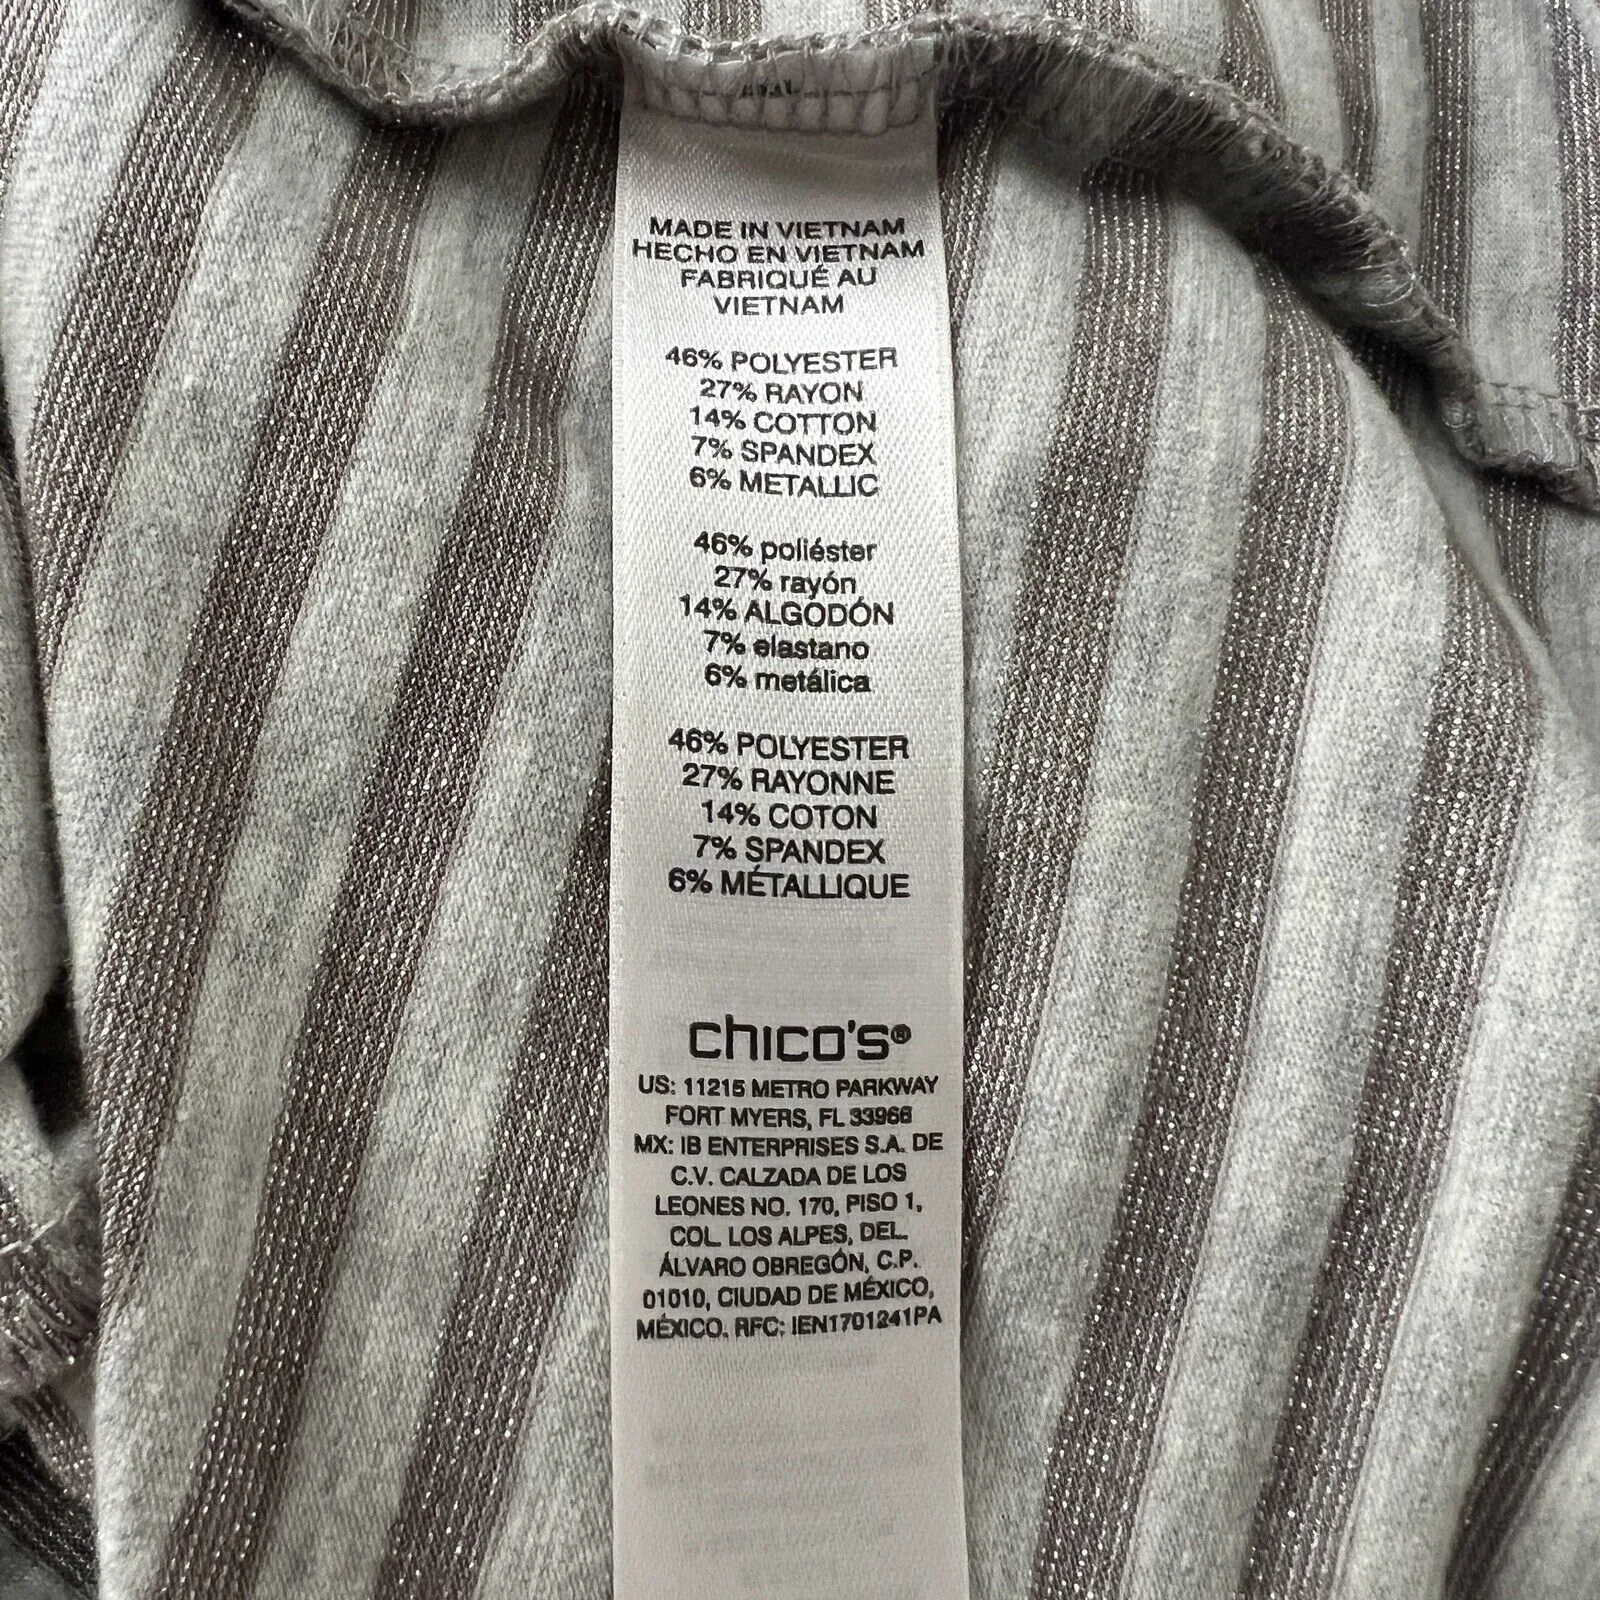 MADE IN VIETNAM
HECHO EN VIETNAM
FABRIQUÉ AU
VIETNAM
46% POLYESTER
27% RAYON
14% COTTON
7% SPANDEX
6% METALLIC
46% poliéster
27% rayón
14% ALGODÓN
7% elastano
6% metálica
46% POLYESTER
27% RAYONNE
14% COTON
7% SPANDEX
6% MÉTALLIQUE
chico's®
US: 11215 METRO PARKWAY
FORT MYERS, FL 33966
MX: IB ENTERPRISES S.A. DE
C.V. CALZADA DE LOS
LEONES NO. 170, PISO 1,
COL. LOS ALPES, DEL.
ÁLVARO OBREGÓN, C.P.
01010, CIUDAD DE MÉXICO,
MÉXICO. RFC: IEN1701241PA